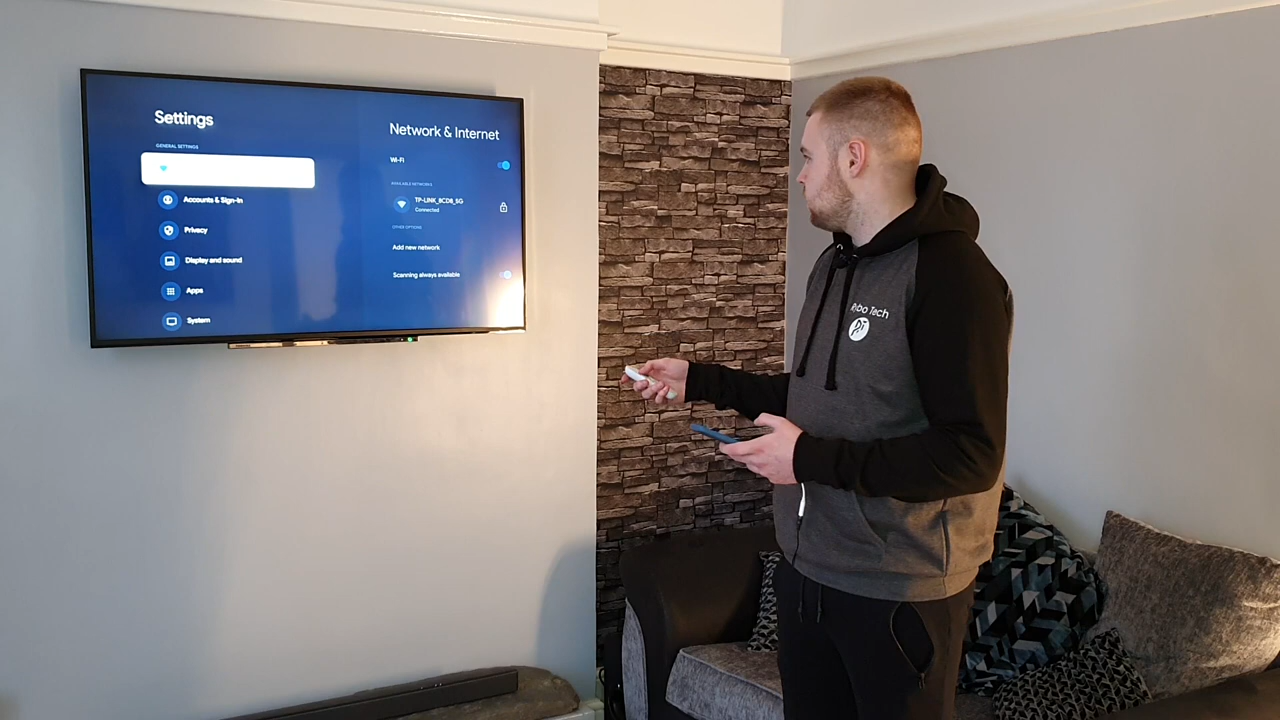 Settings
GENERAL SETTINGS
Accounts & Sign-In
Privacy
Display and sound
Apps
System
Network & Internet
Wi-Fi
AVAILABLE NETWORKS
TP-LINK_8CD8_5G
Connected
OTHER OPTIONS
Add new network
Scanning always available
Tech